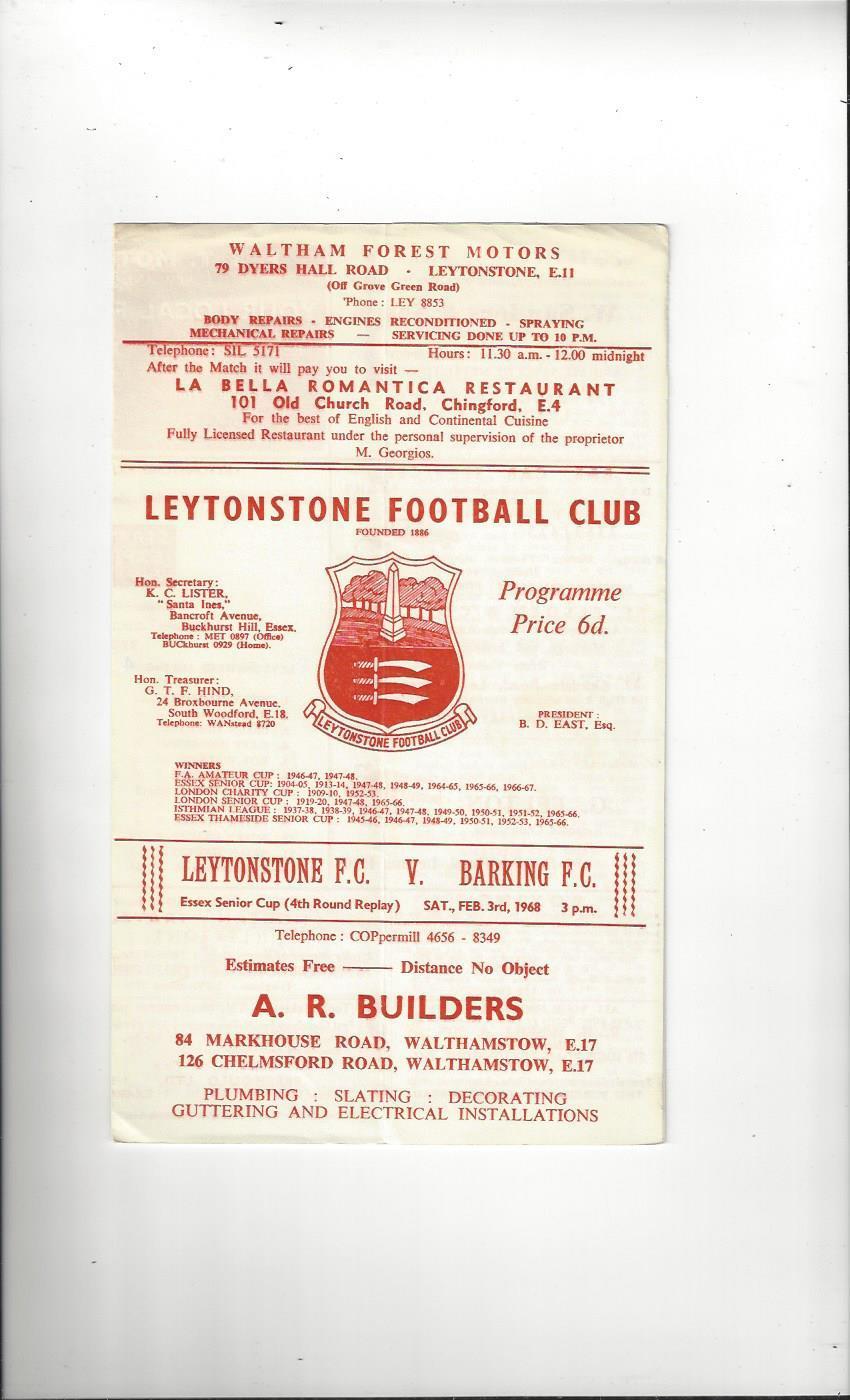 WALTHAM FOREST MOTORS
79 DYERS HALL ROAD - LEYTONSTONE, E.11
(Off Grove Green Road)
'Phone: LEY 8853
BODY REPAIRS - ENGINES RECONDITIONED - SPRAYING
MECHANICAL REPAIRS — SERVICING DONE UP TO 10 P.M.
Telephone: SIL 5171 Hours: 11.30 a.m. - 12.00 midnight
After the Match it will pay you to visit —
LA BELLA ROMANTICA RESTAURANT
101 Old Church Road, Chingford, E.4
For the best of English and Continental Cuisine
Fully Licensed Restaurant under the personal supervision of the proprietor
M. Georgios.
LEYTONSTONE FOOTBALL CLUB
FOUNDED 1886
Hon. Secretary:
K. C. LISTER,
"Santa Ines,"
Bancroft Avenue,
Buckhurst Hill, Essex.
Telephone: MET 0897 (Office)
BUCkhurst 0929 (Home).
Hon. Treasurer:
G. T. F. HIND,
24 Broxbourne Avenue,
South Woodford, E.18.
Telephone: WANstead 8720
LEYTONSTONE FOOTBALL CLUB
Programme
Price 6d.
PRESIDENT:
B. D. EAST, Esq.
WINNERS
F.A. AMATEUR CUP: 1946-47, 1947-48.
ESSEX SENIOR CUP: 1904-05, 1913-14, 1947-48, 1948-49, 1964-65, 1965-66, 1966-67.
LONDON CHARITY CUP: 1909-10, 1952-53.
LONDON SENIOR CUP: 1919-20, 1947-48, 1965-66.
ISTHMIAN LEAGUE: 1937-38, 1938-39, 1946-47, 1947-48, 1949-50, 1950-51, 1951-52, 1965-66.
ESSEX THAMESIDE SENIOR CUP: 1945-46, 1946-47, 1948-49, 1950-51, 1952-53, 1965-66.
LEYTONSTONE F.C. V. BARKING F.C.
Essex Senior Cup (4th Round Replay) SAT., FEB. 3rd, 1968 3 p.m.
Telephone: COPpermill 4656 - 8349
Estimates Free — Distance No Object
A. R. BUILDERS
84 MARKHOUSE ROAD, WALTHAMSTOW, E.17
126 CHELMSFORD ROAD, WALTHAMSTOW, E.17
PLUMBING : SLATING : DECORATING
GUTTERING AND ELECTRICAL INSTALLATIONS